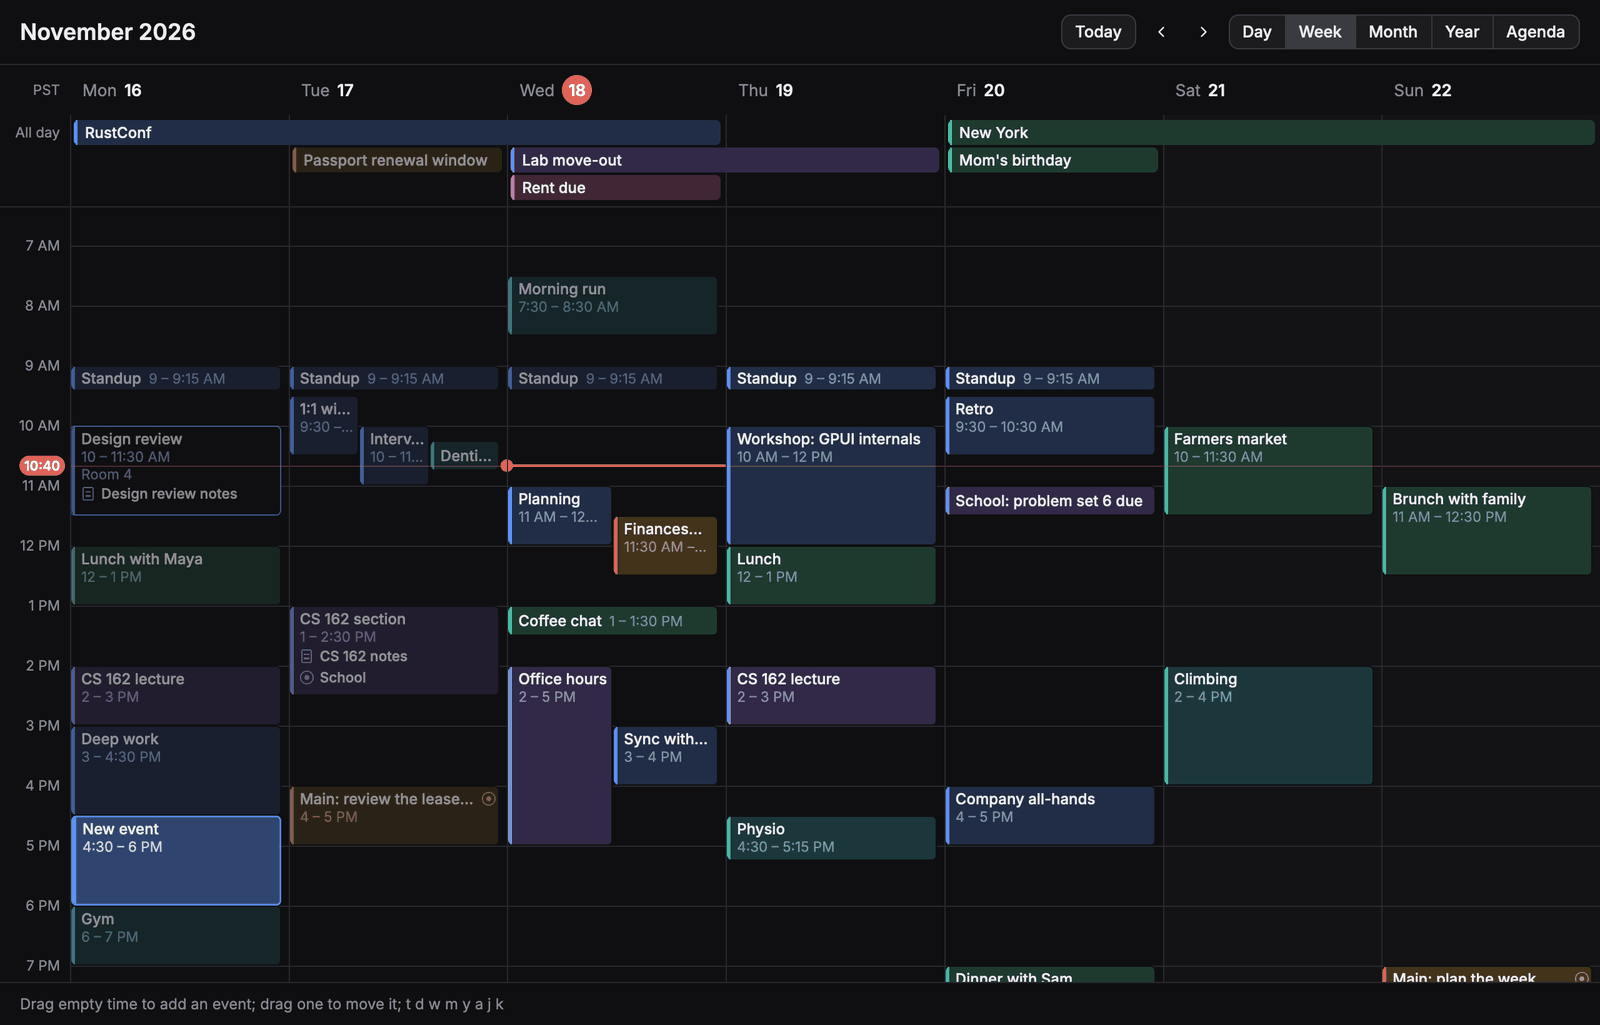 November 2026
Today
Day Week Month Year Agenda
PST
Mon 16
Tue 17
Wed 18
Thu 19
Fri 20
Sat 21
Sun 22
All day
RustConf
New York
Passport renewal window
Lab move-out
Mom's birthday
Rent due
7 AM
8 AM
9 AM
10 AM
10:40
11 AM
12 PM
1 PM
2 PM
3 PM
4 PM
5 PM
6 PM
7 PM
Standup 9 – 9:15 AM
Design review
10 – 11:30 AM
Room 4
Design review notes
Lunch with Maya
12 – 1 PM
CS 162 lecture
2 – 3 PM
Deep work
3 – 4:30 PM
New event
4:30 – 6 PM
Gym
6 – 7 PM
Standup 9 – 9:15 AM
1:1 wi...
9:30 –...
Interv...
10 – 11...
Denti...
CS 162 section
1 – 2:30 PM
CS 162 notes
School
Main: review the lease...
4 – 5 PM
Morning run
7:30 – 8:30 AM
Standup 9 – 9:15 AM
Planning
11 AM – 12...
Finances...
11:30 AM –...
Coffee chat 1 – 1:30 PM
Office hours
2 – 5 PM
Sync with...
3 – 4 PM
Standup 9 – 9:15 AM
Workshop: GPUI internals
10 AM – 12 PM
Lunch
12 – 1 PM
CS 162 lecture
2 – 3 PM
Physio
4:30 – 5:15 PM
Standup 9 – 9:15 AM
Retro
9:30 – 10:30 AM
School: problem set 6 due
Company all-hands
4 – 5 PM
Dinner with Sam
Farmers market
10 – 11:30 AM
Climbing
2 – 4 PM
Brunch with family
11 AM – 12:30 PM
Main: plan the week
Drag empty time to add an event; drag one to move it; t d w m y a j k